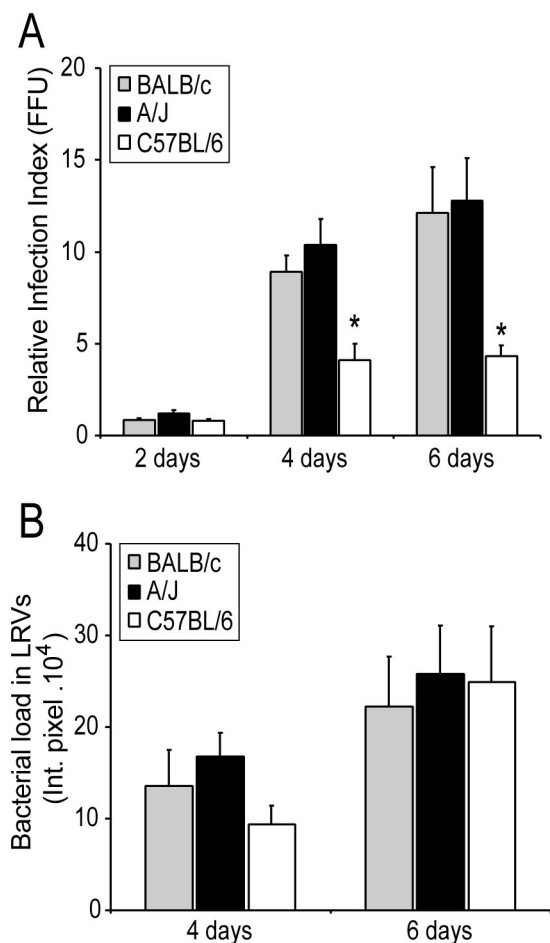 A
Relative Infection Index (FFU)
20
15
10
5
0
BALB/c
A/J
C57BL/6
*
*
2 days
4 days
6 days
B
Bacterial load in LRVs
(Int. pixel .10⁴)
40
30
20
10
0
BALB/c
A/J
C57BL/6
4 days
6 days